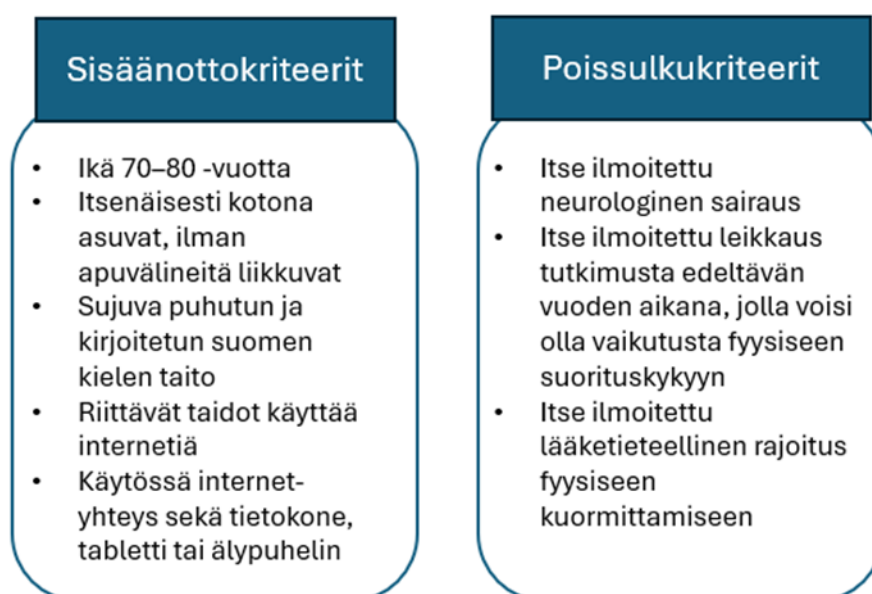 Sisäänottokriteerit
• Ikä 70–80 -vuotta
• Itsenäisesti kotona
asuvat, ilman
apuvälineitä liikkuvat
• Sujuva puhutun ja
kirjoitetun suomen
kielen taito
• Riittävät taidot käyttää
internetiä
• Käytössä internet-
yhteys sekä tietokone,
tabletti tai älypuhelin
Poissulkukriteerit
• Itse ilmoitettu
neurologinen sairaus
• Itse ilmoitettu leikkaus
tutkimusta edeltävän
vuoden aikana, jolla voisi
olla vaikutusta fyysiseen
suorituskykyyn
• Itse ilmoitettu
lääketieteellinen rajoitus
fyysiseen
kuormittamiseen